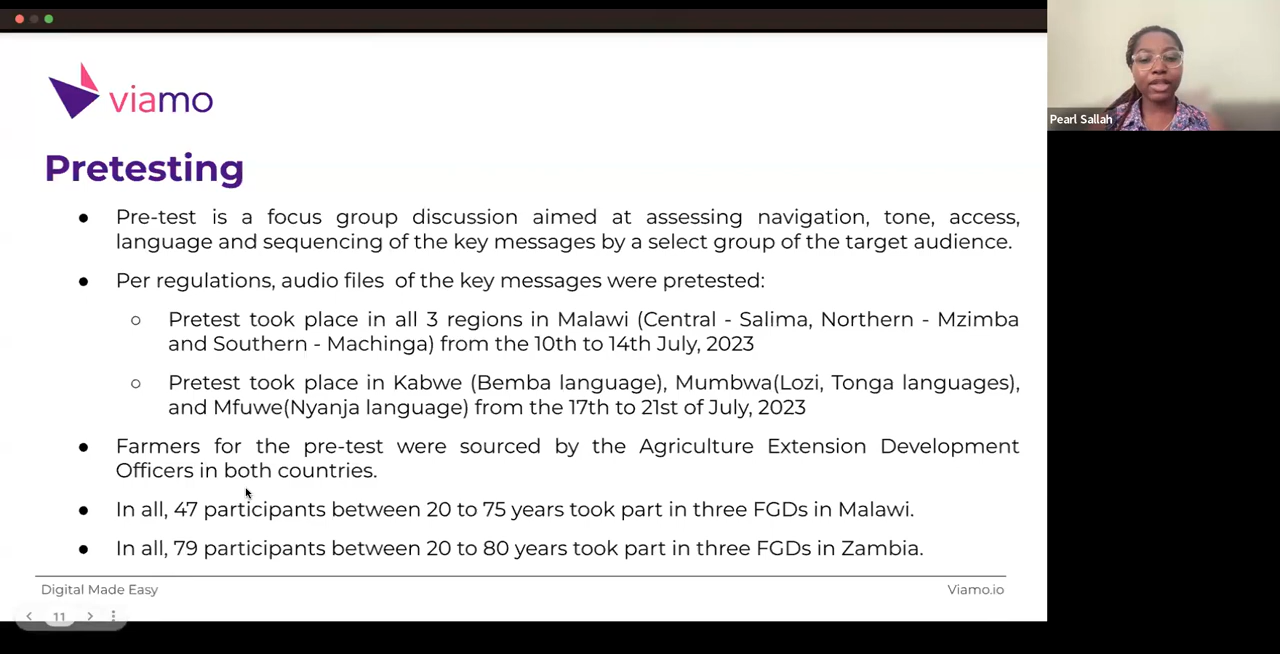 viamo
Pearl Sallah
Pretesting
● Pre-test is a focus group discussion aimed at assessing navigation, tone, access,
language and sequencing of the key messages by a select group of the target audience.
● Per regulations, audio files of the key messages were pretested:
○ Pretest took place in all 3 regions in Malawi (Central - Salima, Northern - Mzimba
and Southern - Machinga) from the 10th to 14th July, 2023
○ Pretest took place in Kabwe (Bemba language), Mumbwa(Lozi, Tonga languages),
and Mfuwe(Nyanja language) from the 17th to 21st of July, 2023
● Farmers for the pre-test were sourced by the Agriculture Extension Development
Officers in both countries.
● In all, 47 participants between 20 to 75 years took part in three FGDs in Malawi.
● In all, 79 participants between 20 to 80 years took part in three FGDs in Zambia.
Digital Made Easy
Viamo.io
11